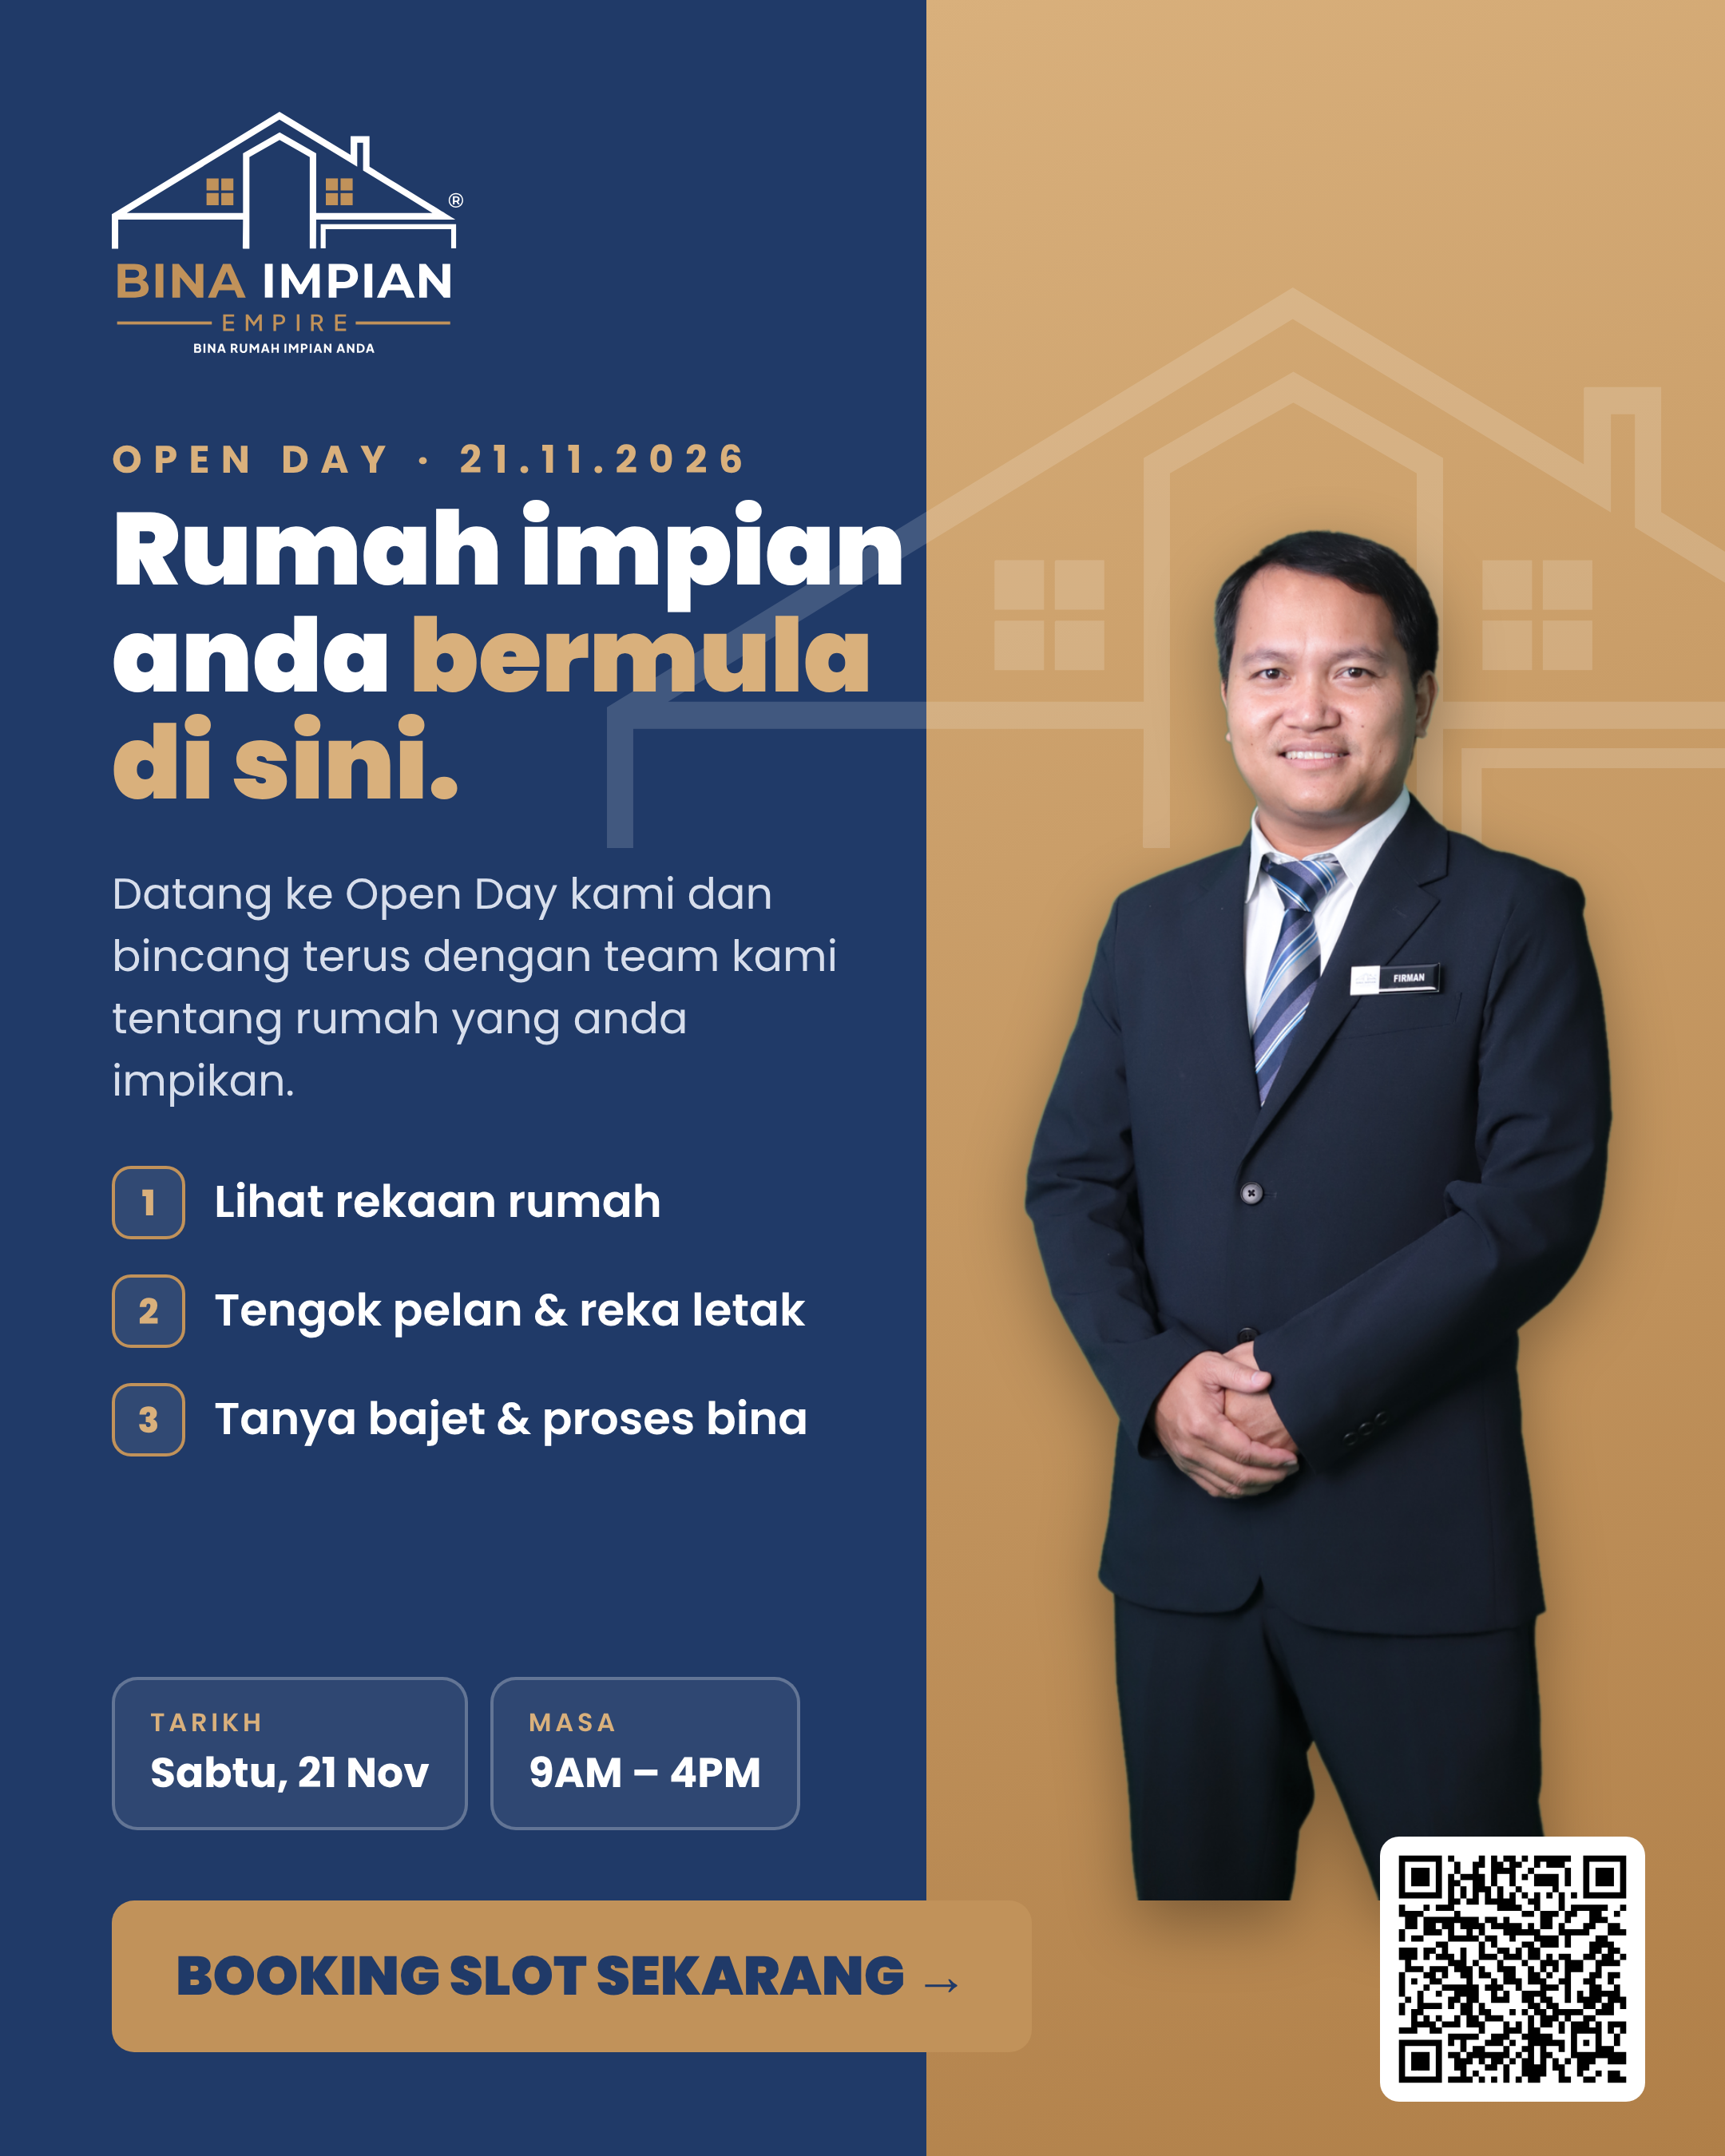 ®
BINA IMPIAN
EMPIRE
BINA RUMAH IMPIAN ANDA
OPEN DAY · 21.11.2026
Rumah impian
anda bermula
di sini.
Datang ke Open Day kami dan
bincang terus dengan team kami
tentang rumah yang anda
impikan.
1 Lihat rekaan rumah
2 Tengok pelan & reka letak
3 Tanya bajet & proses bina
FIRMAN
TARIKH
Sabtu, 21 Nov
MASA
9AM – 4PM
BOOKING SLOT SEKARANG →